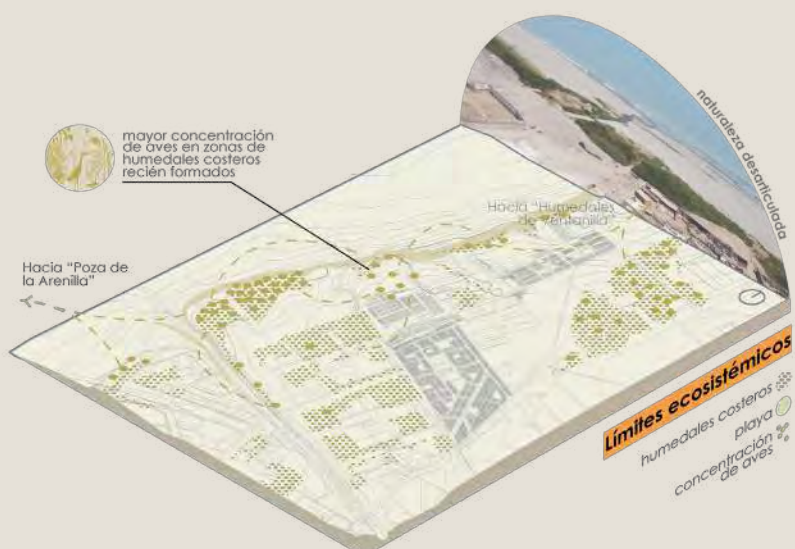 naturaleza desarticulada
mayor concentración
de aves en zonas de
humedales costeros
recién formados
Hacia "Humedales
de Ventanilla"
Hacia "Poza de
la Arenilla"
Límites ecosistémicos
humedales costeros
playa
concentración
de aves